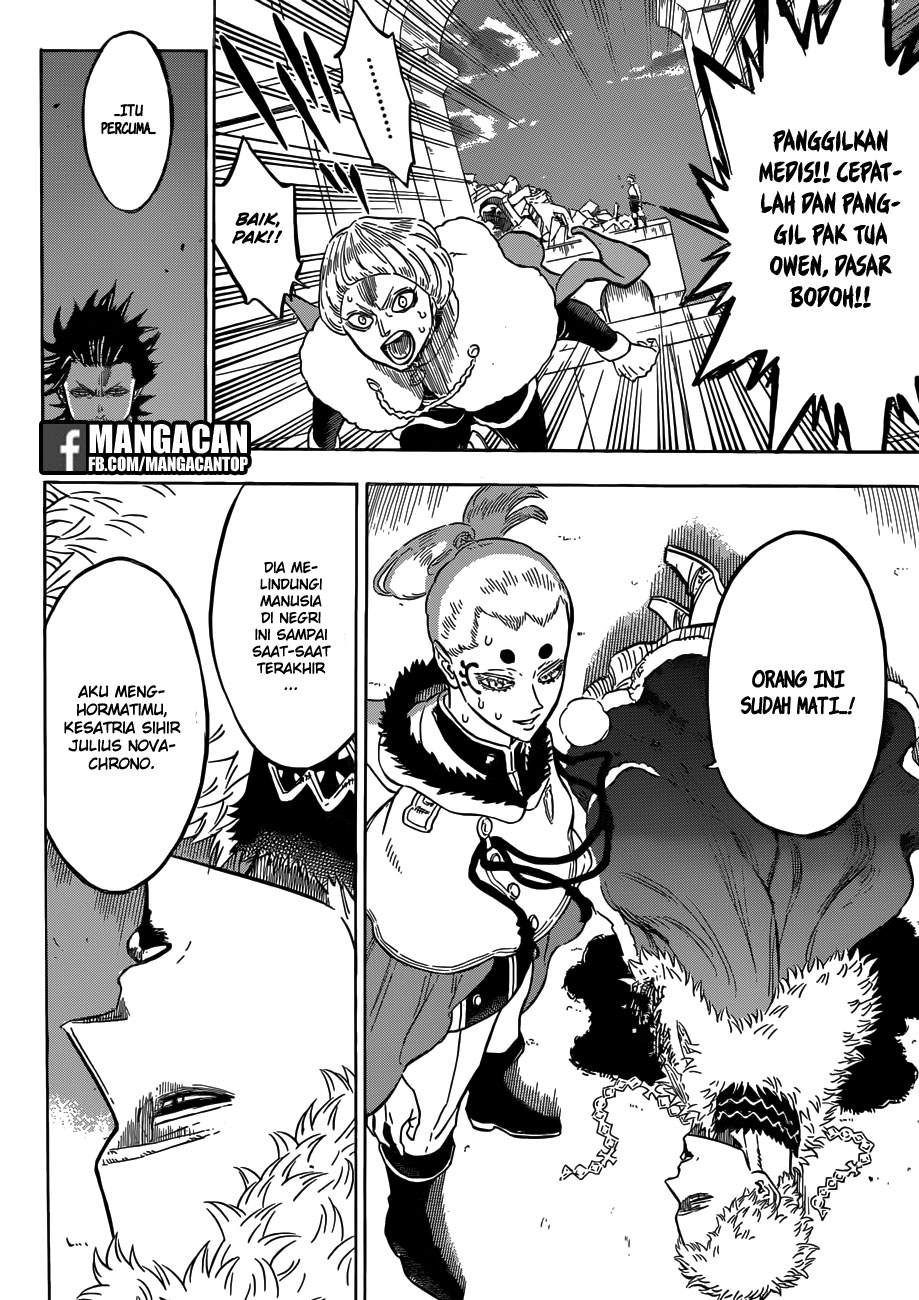 PANGGILKAN
MEDIS!! CEPAT-
LAH DAN PANG-
GIL PAK TUA
OWEN, DASAR
BODOH!!
.........
BAIK,
PAK!!
...ITU
PERCUMA...
MANGACAN
FB.COM/MANGACANTOP
ORANG INI
SUDAH MATI...!
DIA ME-
LINDUNGI
MANUSIA
DI NEGRI
INI SAMPAI
SAAT-SAAT
TERAKHIR
...
AKU MENG-
HORMATIMU,
KESATRIA SIHIR
JULIUS NOVA-
CHRONO.